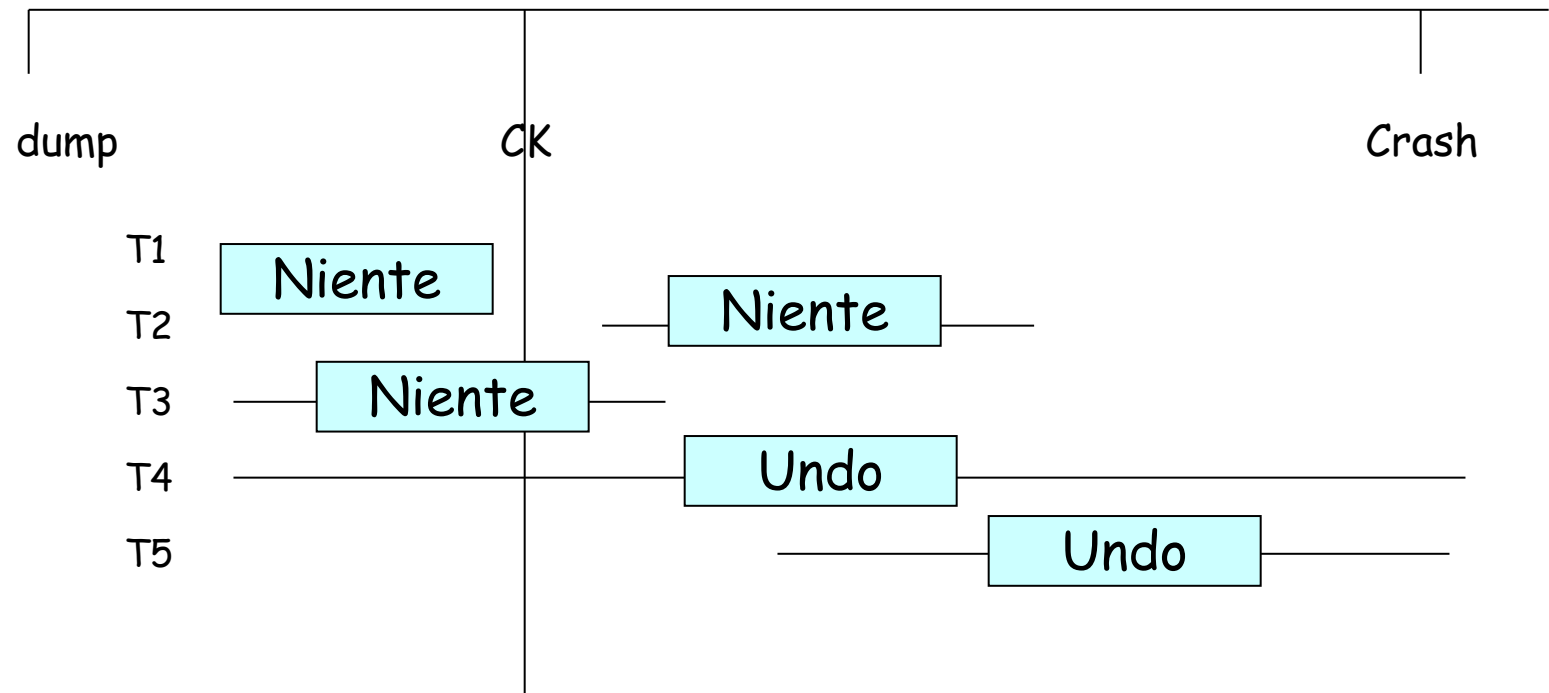 dump CK Crash
T1 Niente
T2 Niente
T3 Niente
T4 Undo
T5 Undo